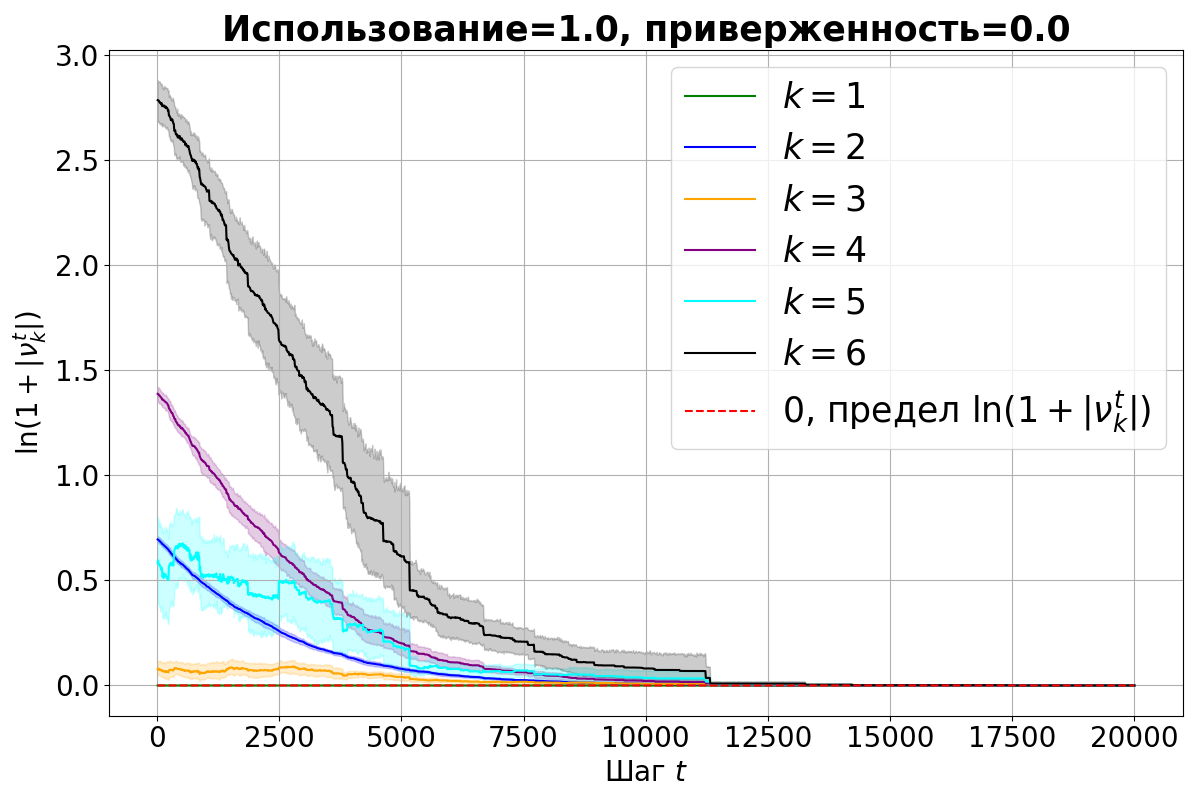 Использование=1.0, приверженность=0.0
3.0
2.5
2.0
1.5
1.0
0.5
0.0
ln(1 + |ν_k^t|)
k = 1
k = 2
k = 3
k = 4
k = 5
k = 6
0, предел ln(1 + |ν_k^t|)
0 2500 5000 7500 10000 12500 15000 17500 20000
Шаг t